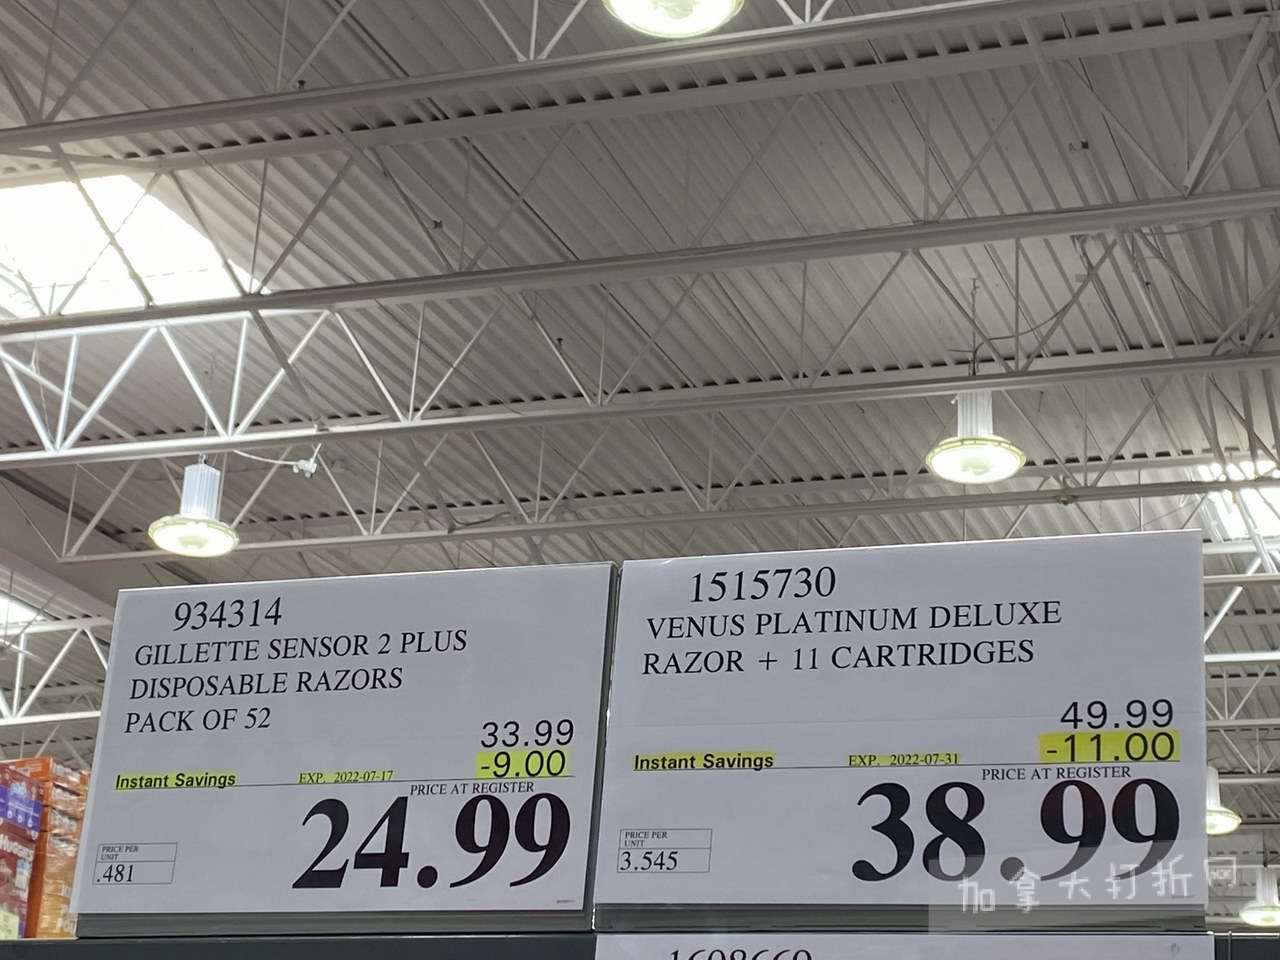 934314
GILLETTE SENSOR 2 PLUS
DISPOSABLE RAZORS
PACK OF 52
33.99
Instant Savings EXP. 2022-07-17 -9.00
PRICE AT REGISTER
24.99
PRICE PER
UNIT
.481
1515730
VENUS PLATINUM DELUXE
RAZOR + 11 CARTRIDGES
49.99
Instant Savings EXP. 2022-07-31 -11.00
PRICE AT REGISTER
38.99
PRICE PER
UNIT
3.545
加拿大打折网
HUGGIES